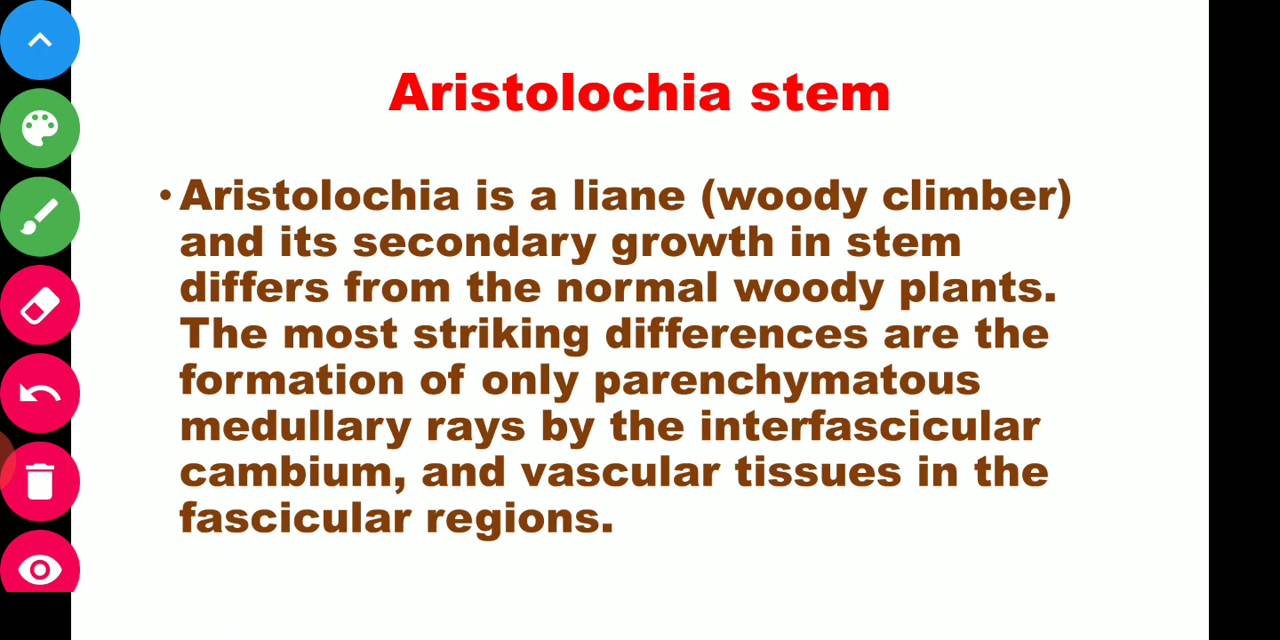 Aristolochia stem
• Aristolochia is a liane (woody climber)
and its secondary growth in stem
differs from the normal woody plants.
The most striking differences are the
formation of only parenchymatous
medullary rays by the interfascicular
cambium, and vascular tissues in the
fascicular regions.